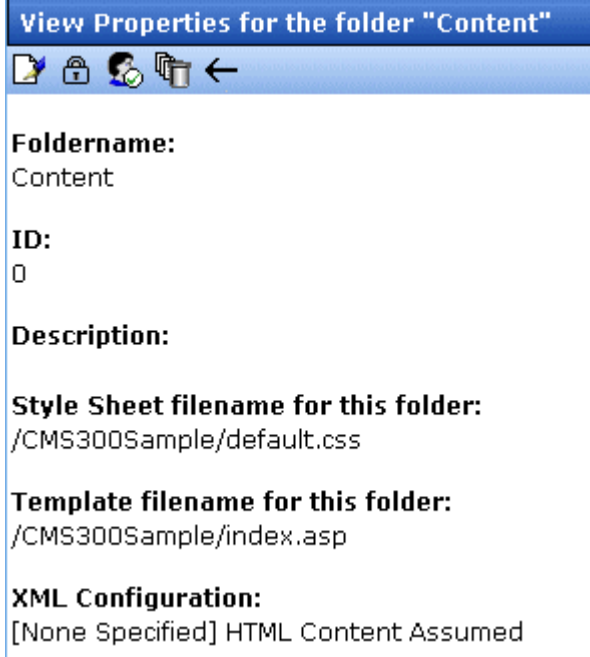 View Properties for the folder "Content"
Foldername:
Content
ID:
0
Description:
Style Sheet filename for this folder:
/CMS300Sample/default.css
Template filename for this folder:
/CMS300Sample/index.asp
XML Configuration:
[None Specified] HTML Content Assumed